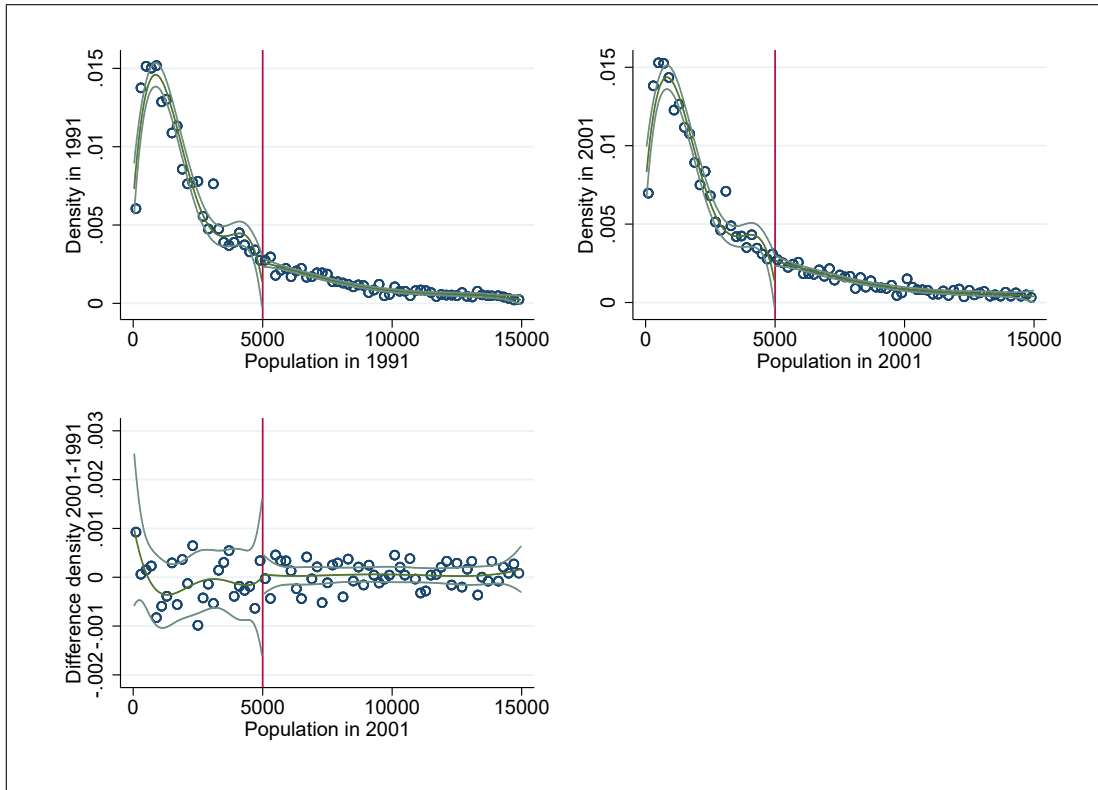 Density in 1991
.015
.01
.005
0
0 5000 10000 15000
Population in 1991
Density in 2001
.015
.01
.005
0
0 5000 10000 15000
Population in 2001
Difference density 2001-1991
.003
.002
.001
0
-.001
-.002
0 5000 10000 15000
Population in 2001